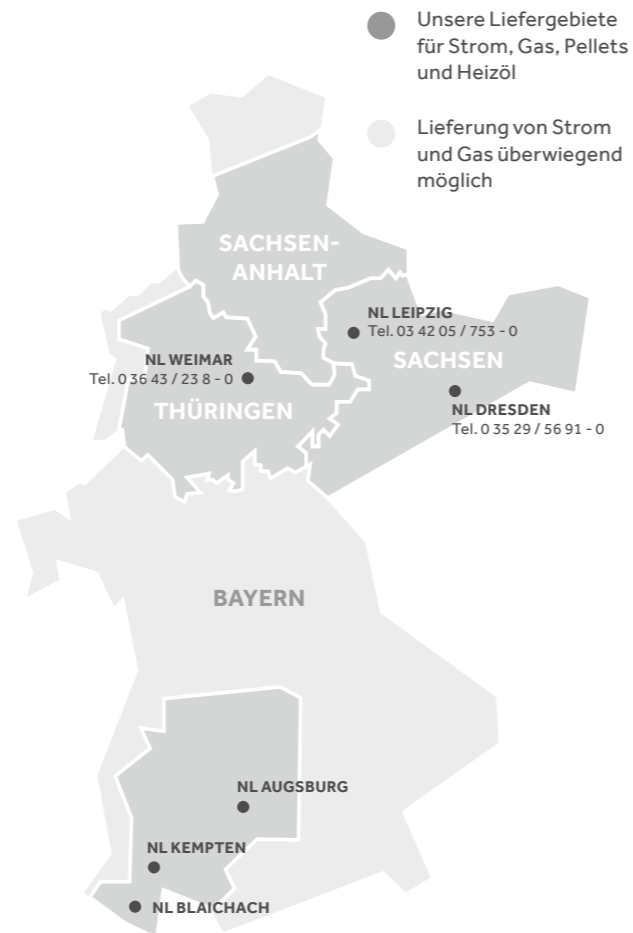 Unsere Liefergebiete
für Strom, Gas, Pellets
und Heizöl
Lieferung von Strom
und Gas überwiegend
möglich
SACHSEN-
ANHALT
NL LEIPZIG
Tel. 03 42 05 / 753 - 0
SACHSEN
NL WEIMAR
Tel. 0 36 43 / 23 8 - 0
THÜRINGEN
NL DRESDEN
Tel. 0 35 29 / 56 91 - 0
BAYERN
NL AUGSBURG
NL KEMPTEN
NL BLAICHACH